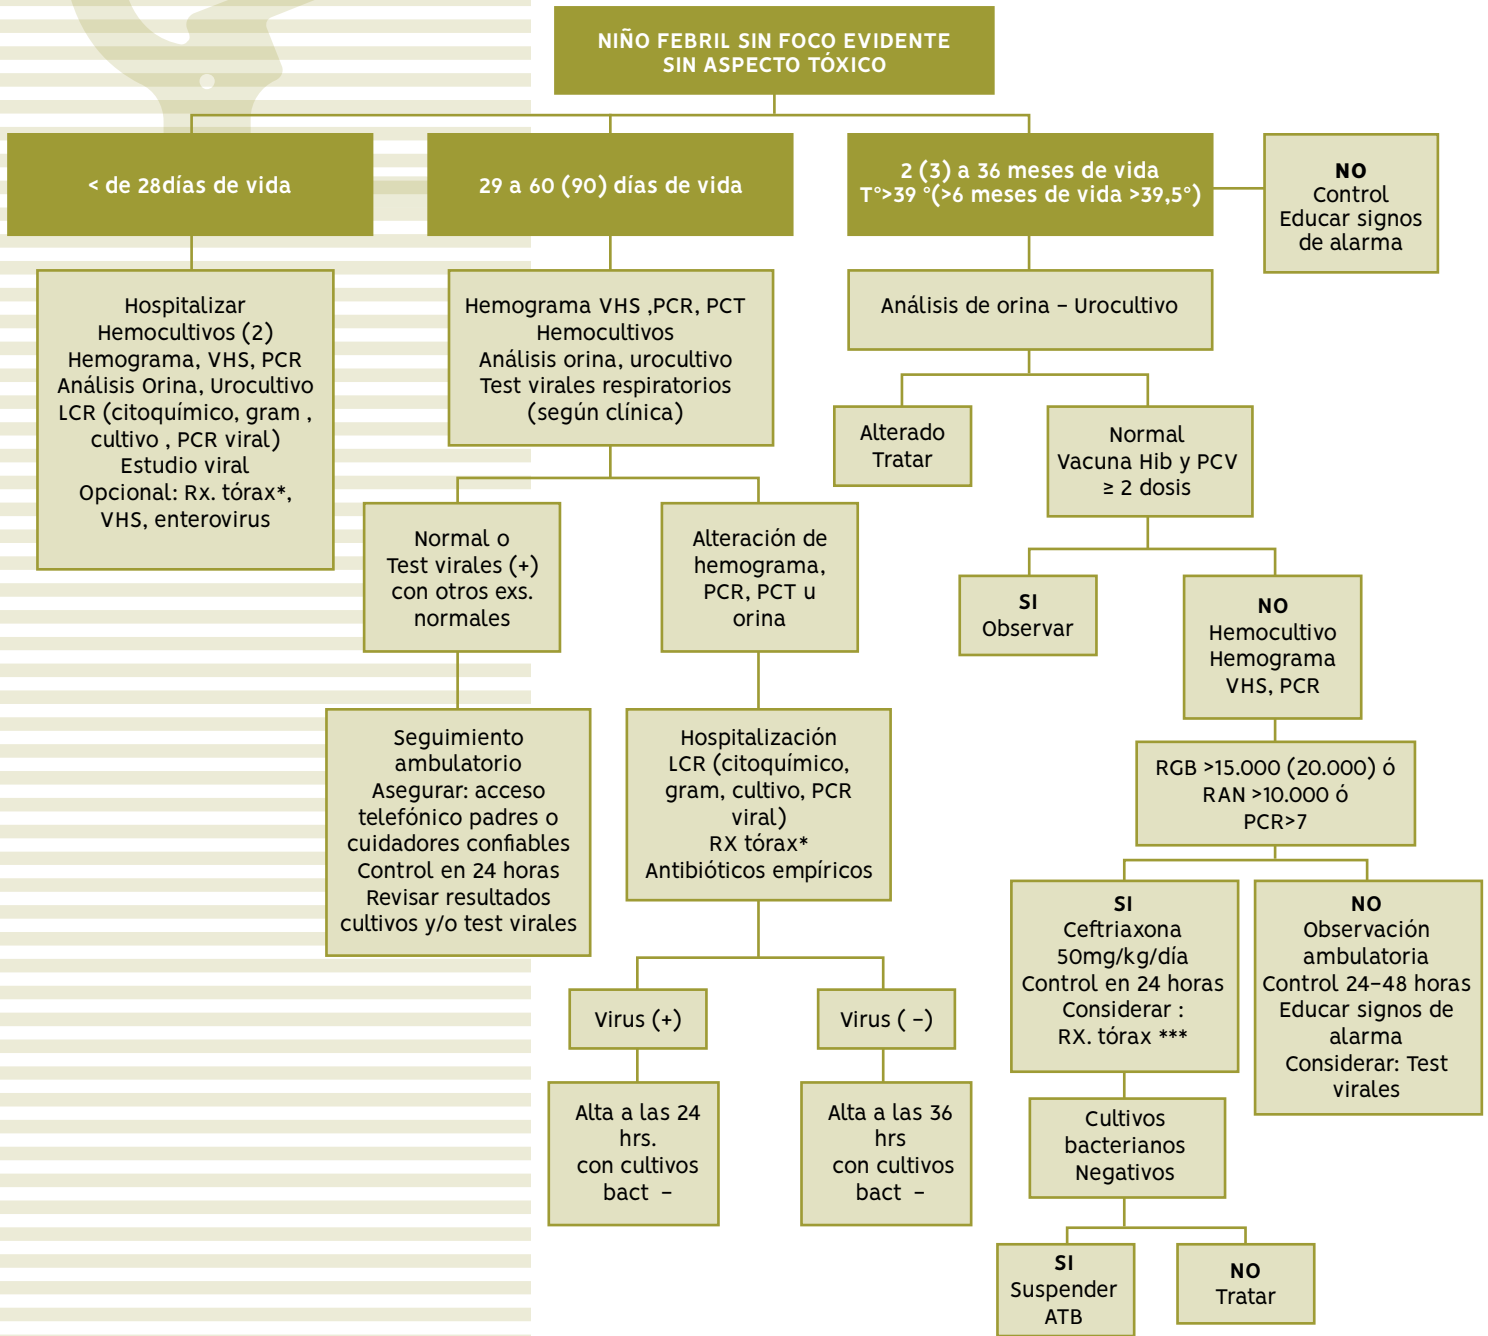 NIÑO FEBRIL SIN FOCO EVIDENTE
SIN ASPECTO TÓXICO
< de 28días de vida
29 a 60 (90) días de vida
2 (3) a 36 meses de vida
T°>39 °(>6 meses de vida >39,5°)
NO
Control
Educar signos
de alarma
Hospitalizar
Hemocultivos (2)
Hemograma, VHS, PCR
Análisis Orina, Urocultivo
LCR (citoquímico, gram ,
cultivo , PCR viral)
Estudio viral
Opcional: Rx. tórax*,
VHS, enterovirus
Hemograma VHS ,PCR, PCT
Hemocultivos
Análisis orina, urocultivo
Test virales respiratorios
(según clínica)
Análisis de orina – Urocultivo
Alterado
Tratar
Normal
Vacuna Hib y PCV
≥ 2 dosis
Normal o
Test virales (+)
con otros exs.
normales
Alteración de
hemograma,
PCR, PCT u
orina
SI
Observar
NO
Hemocultivo
Hemograma
VHS, PCR
Seguimiento
ambulatorio
Asegurar: acceso
telefónico padres o
cuidadores confiables
Control en 24 horas
Revisar resultados
cultivos y/o test virales
Hospitalización
LCR (citoquímico,
gram, cultivo, PCR
viral)
RX tórax*
Antibióticos empíricos
RGB >15.000 (20.000) ó
RAN >10.000 ó
PCR>7
SI
Ceftriaxona
50mg/kg/día
Control en 24 horas
Considerar :
RX. tórax ***
NO
Observación
ambulatoria
Control 24–48 horas
Educar signos de
alarma
Considerar: Test
virales
Virus (+)
Virus ( –)
Alta a las 24
hrs.
con cultivos
bact –
Alta a las 36
hrs
con cultivos
bact –
Cultivos
bacterianos
Negativos
SI
Suspender
ATB
NO
Tratar